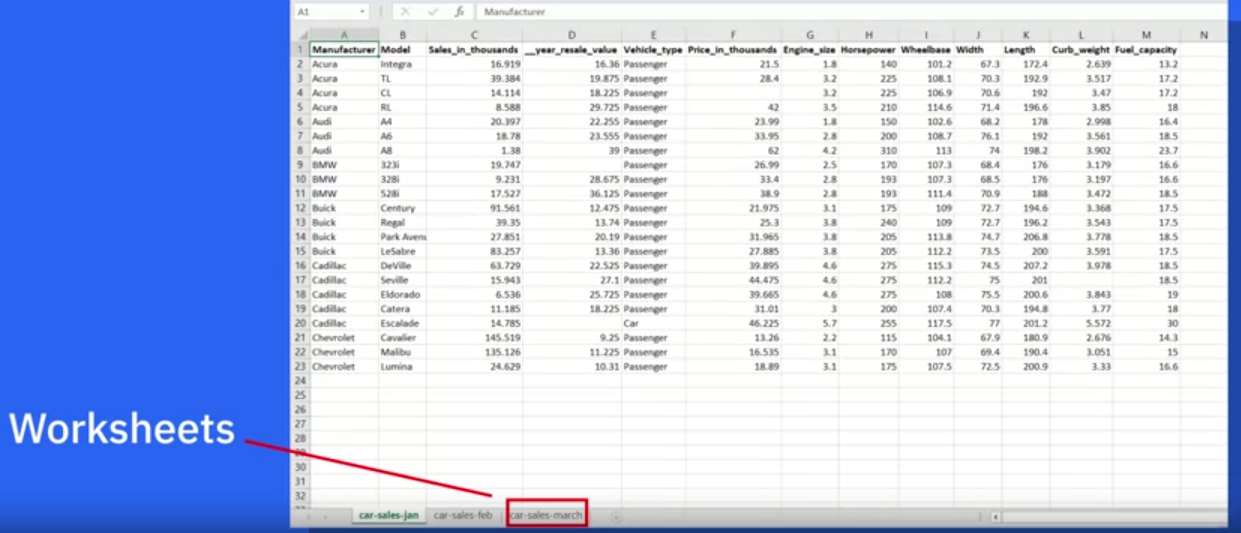 A1 fx Manufacturer
A B C D E F G H I J K L M N
1 Manufacturer Model Sales_in_thousands __year_resale_value Vehicle_type Price_in_thousands Engine_size Horsepower Wheelbase Width Length Curb_weight Fuel_capacity
2 Acura Integra 16.919 16.36 Passenger 21.5 1.8 140 101.2 67.3 172.4 2.639 13.2
3 Acura TL 39.384 19.875 Passenger 28.4 3.2 225 108.1 70.3 192.9 3.517 17.2
4 Acura CL 14.114 18.225 Passenger 3.2 225 106.9 70.6 192 3.47 17.2
5 Acura RL 8.588 29.725 Passenger 42 3.5 210 114.6 71.4 196.6 3.85 18
6 Audi A4 20.397 22.255 Passenger 23.99 1.8 150 102.6 68.2 178 2.998 16.4
7 Audi A6 18.78 23.555 Passenger 33.95 2.8 200 108.7 76.1 192 3.561 18.5
8 Audi A8 1.38 39 Passenger 62 4.2 310 113 74 198.2 3.902 23.7
9 BMW 323i 19.747 Passenger 26.99 2.5 170 107.3 68.4 176 3.179 16.6
10 BMW 328i 9.231 28.675 Passenger 33.4 2.8 193 107.3 68.5 176 3.197 16.6
11 BMW 528i 17.527 36.125 Passenger 38.9 2.8 193 111.4 70.9 188 3.472 18.5
12 Buick Century 91.561 12.475 Passenger 21.975 3.1 175 109 72.7 194.6 3.368 17.5
13 Buick Regal 39.35 13.74 Passenger 25.3 3.8 240 109 72.7 196.2 3.543 17.5
14 Buick Park Avenu 27.851 20.19 Passenger 31.965 3.8 205 113.8 74.7 206.8 3.778 18.5
15 Buick LeSabre 83.257 13.36 Passenger 27.885 3.8 205 112.2 73.5 200 3.591 17.5
16 Cadillac DeVille 63.729 22.525 Passenger 39.895 4.6 275 115.3 74.5 207.2 3.978 18.5
17 Cadillac Seville 15.943 27.1 Passenger 44.475 4.6 275 112.2 75 201 18.5
18 Cadillac Eldorado 6.536 25.725 Passenger 39.665 4.6 275 108 75.5 200.6 3.843 19
19 Cadillac Catera 11.185 18.225 Passenger 31.01 3 200 107.4 70.3 194.8 3.77 18
20 Cadillac Escalade 14.785 Car 46.225 5.7 255 117.5 77 201.2 5.572 30
21 Chevrolet Cavalier 145.519 9.25 Passenger 13.26 2.2 115 104.1 67.9 180.9 2.676 14.3
22 Chevrolet Malibu 135.126 11.225 Passenger 16.535 3.1 170 107 69.4 190.4 3.051 15
23 Chevrolet Lumina 24.629 10.31 Passenger 18.89 3.1 175 107.5 72.5 200.9 3.33 16.6
24
25
26
27
Worksheets
28
29
30
31
32
car-sales-jan car-sales-feb car-sales-march